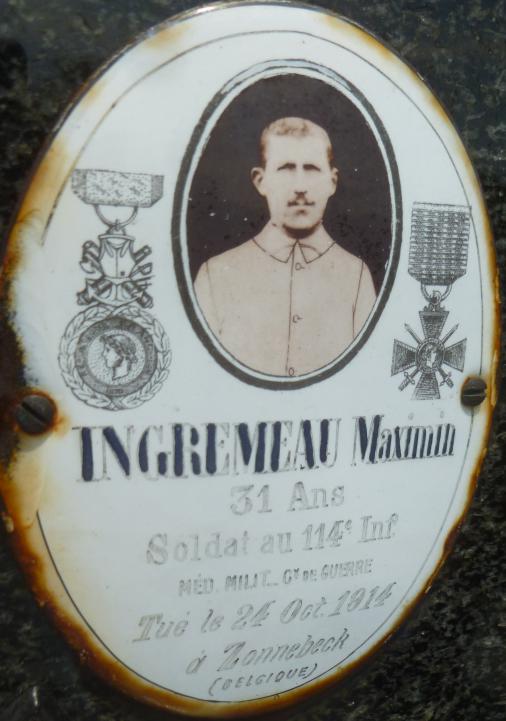 INGREMEAU Maximin
31 Ans
Soldat au 114e Inf
MÉD. MILIT. _ Cx DE GUERRE
Tué le 24 Oct. 1914
à Zonnebeck
(BELGIQUE)